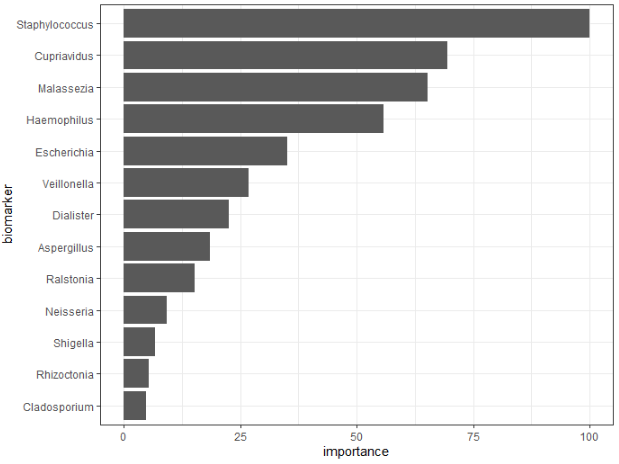 Staphylococcus
Cupriavidus
Malassezia
Haemophilus
Escherichia
Veillonella
Dialister
Aspergillus
Ralstonia
Neisseria
Shigella
Rhizoctonia
Cladosporium
biomarker
0 25 50 75 100
importance